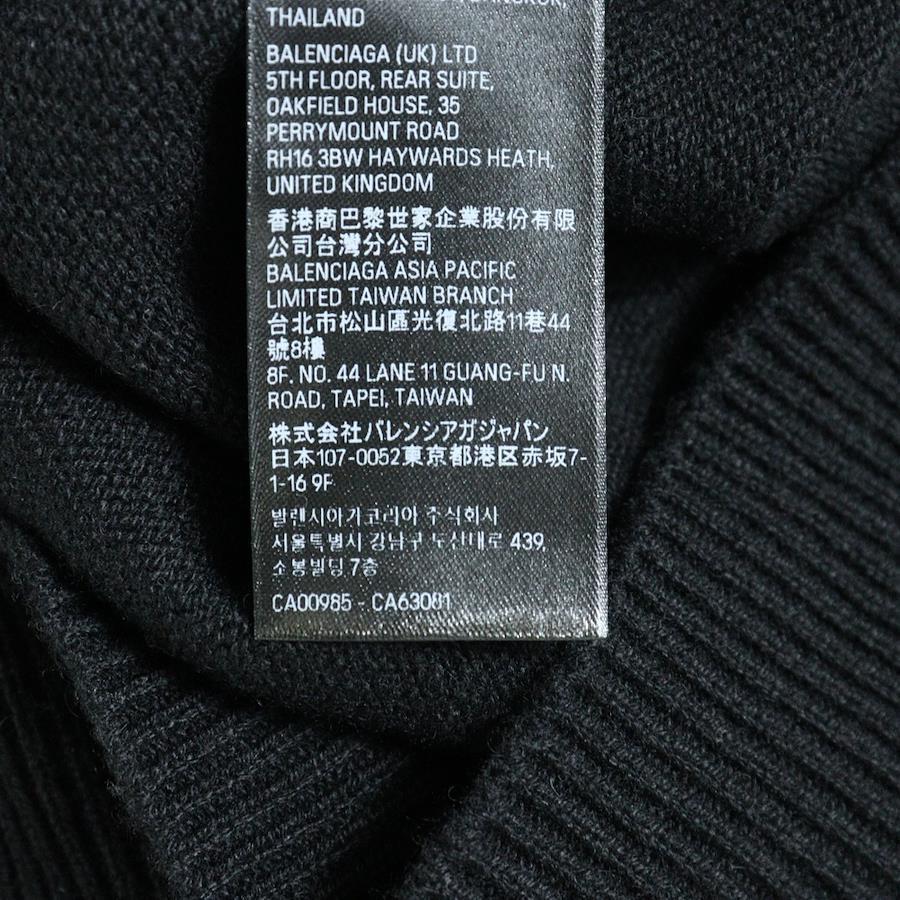 THAILAND
BALENCIAGA (UK) LTD
5TH FLOOR, REAR SUITE,
OAKFIELD HOUSE, 35
PERRYMOUNT ROAD
RH16 3BW HAYWARDS HEATH,
UNITED KINGDOM
香港商巴黎世家企業股份有限
公司台灣分公司
BALENCIAGA ASIA PACIFIC
LIMITED TAIWAN BRANCH
台北市松山區光復北路11巷44
號8樓
8F. NO. 44 LANE 11 GUANG-FU N.
ROAD, TAPEI, TAIWAN
株式会社バレンシアガジャパン
日本107-0052東京都港区赤坂7-
1-16 9F
발렌시아가코리아 주식회사
서울특별시 강남구 도산대로 439,
소봉빌딩 7층
CA00985 - CA63081